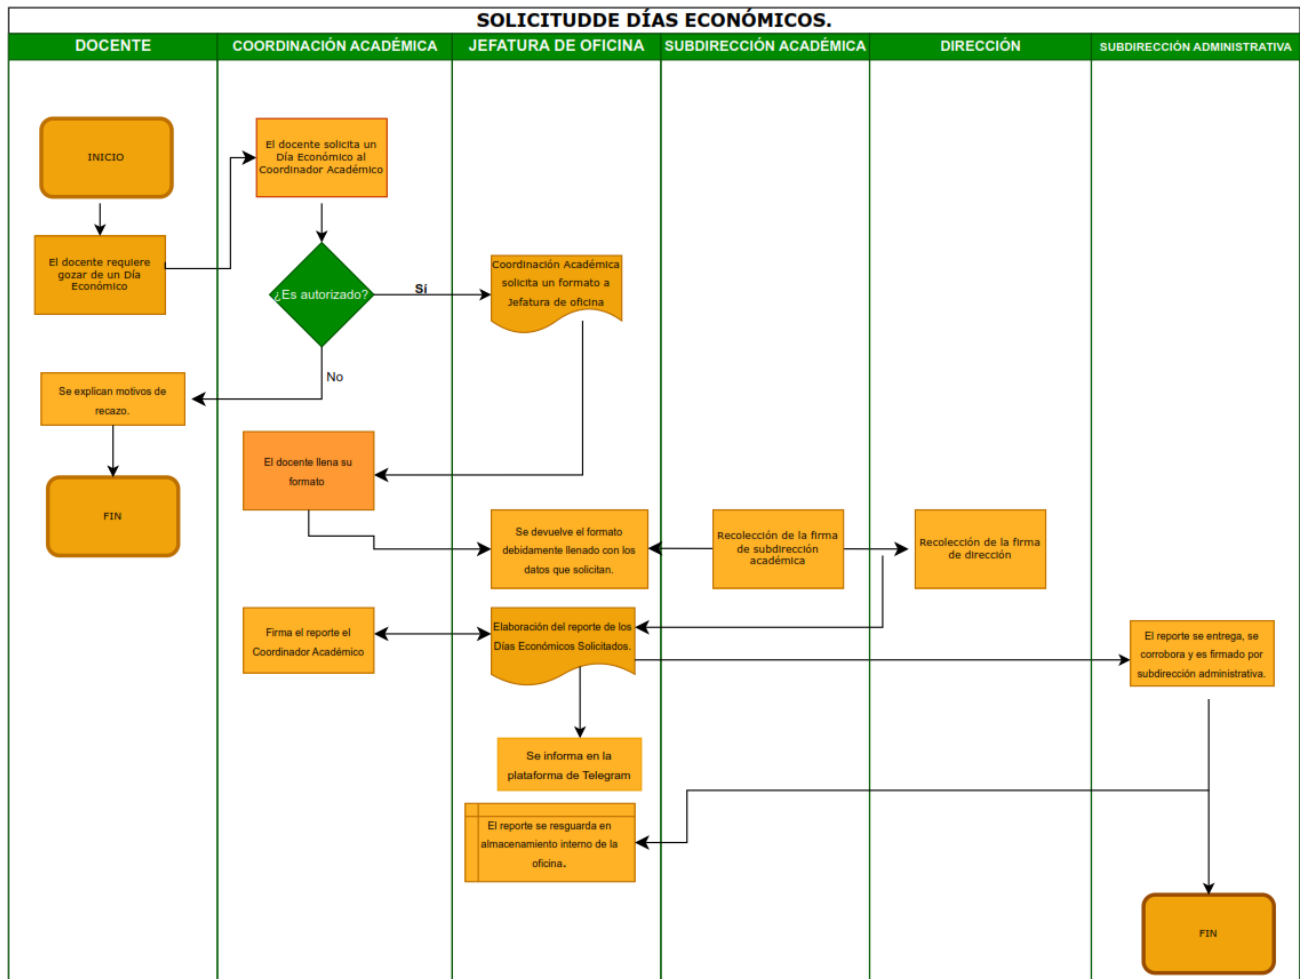 SOLICITUDDE DÍAS ECONÓMICOS.
DOCENTE
COORDINACIÓN ACADÉMICA
JEFATURA DE OFICINA
SUBDIRECCIÓN ACADÉMICA
DIRECCIÓN
SUBDIRECCIÓN ADMINISTRATIVA
INICIO
El docente requiere
gozar de un Día
Económico
El docente solicita un
Día Económico al
Coordinador Académico
¿Es autorizado?
Sí
No
Coordinación Académica
solicita un formato a
Jefatura de oficina
Se explican motivos de
recazo.
FIN
El docente llena su
formato
Se devuelve el formato
debidamente llenado con los
datos que solicitan.
Recolección de la firma
de subdirección
académica
Recolección de la firma
de dirección
Firma el reporte el
Coordinador Académico
Elaboración del reporte de los
Días Económicos Solicitados.
El reporte se entrega, se
corrobora y es firmado por
subdirección administrativa.
Se informa en la
plataforma de Telegram
El reporte se resguarda en
almacenamiento interno de la
oficina.
FIN